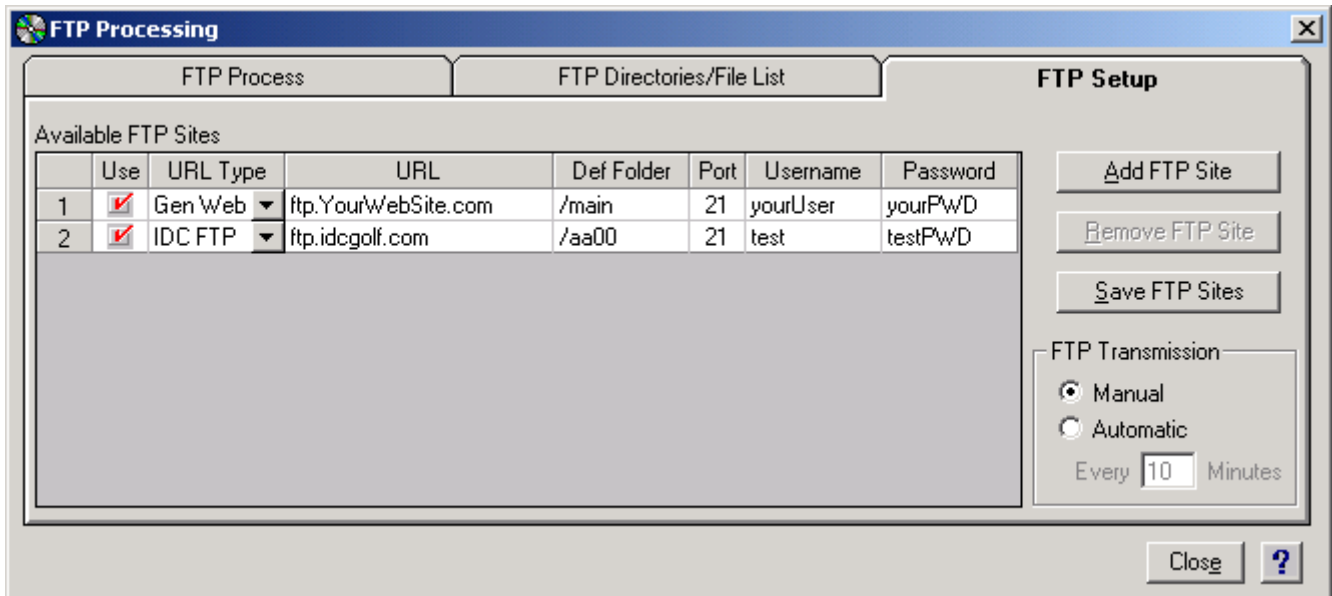 FTP Processing
FTP Process FTP Directories/File List FTP Setup
Available FTP Sites
Use URL Type URL Def Folder Port Username Password
1 Gen Web ftp.YourWebSite.com /main 21 yourUser yourPWD
2 IDC FTP ftp.idcgolf.com /aa00 21 test testPWD
Add FTP Site
Remove FTP Site
Save FTP Sites
FTP Transmission
Manual
Automatic
Every 10 Minutes
Close ?